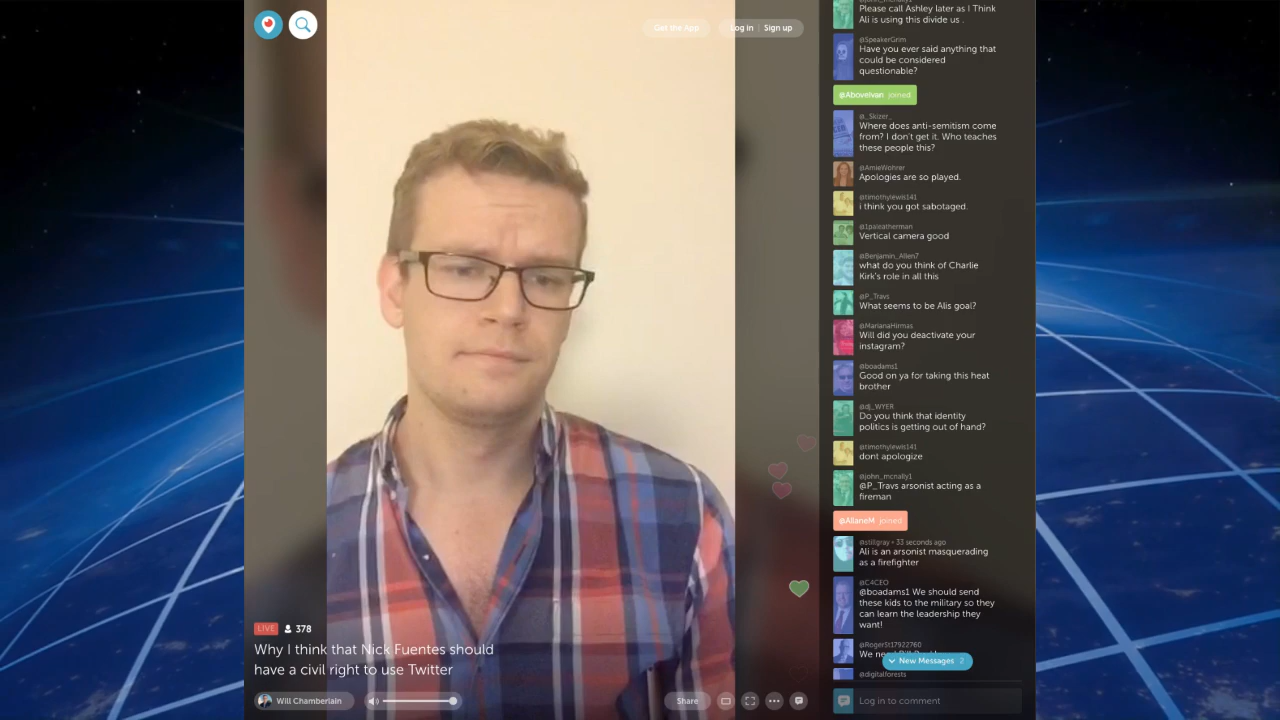 Get the App
Log in | Sign up
Please call Ashley later as I Think
Ali is using this divide us .
@SpeakerGrim
Have you ever said anything that
could be considered
questionable?
@AboveIvan joined
@_Skizer_
Where does anti-semitism come
from? I don't get it. Who teaches
these people this?
@AmieWohrer
Apologies are so played.
@timothylewis141
i think you got sabotaged.
@1paleatherman
Vertical camera good
@Benjamin_Allen7
what do you think of Charlie
Kirk's role in all this
@P_Travs
What seems to be Alis goal?
@MarianaHirmas
Will did you deactivate your
instagram?
@boadams1
Good on ya for taking this heat
brother
@dj_WYER
Do you think that identity
politics is getting out of hand?
@timothylewis141
dont apologize
@john_mcnally1
@P_Travs arsonist acting as a
fireman
@AllaneM joined
@stillgray • 33 seconds ago
Ali is an arsonist masquerading
as a firefighter
@C4CEO
@boadams1 We should send
these kids to the military so they
can learn the leadership they
want!
@RogerSt17922760
New Messages 2
@digitalforests
Log in to comment
LIVE 378
Why I think that Nick Fuentes should
have a civil right to use Twitter
Will Chamberlain
Share